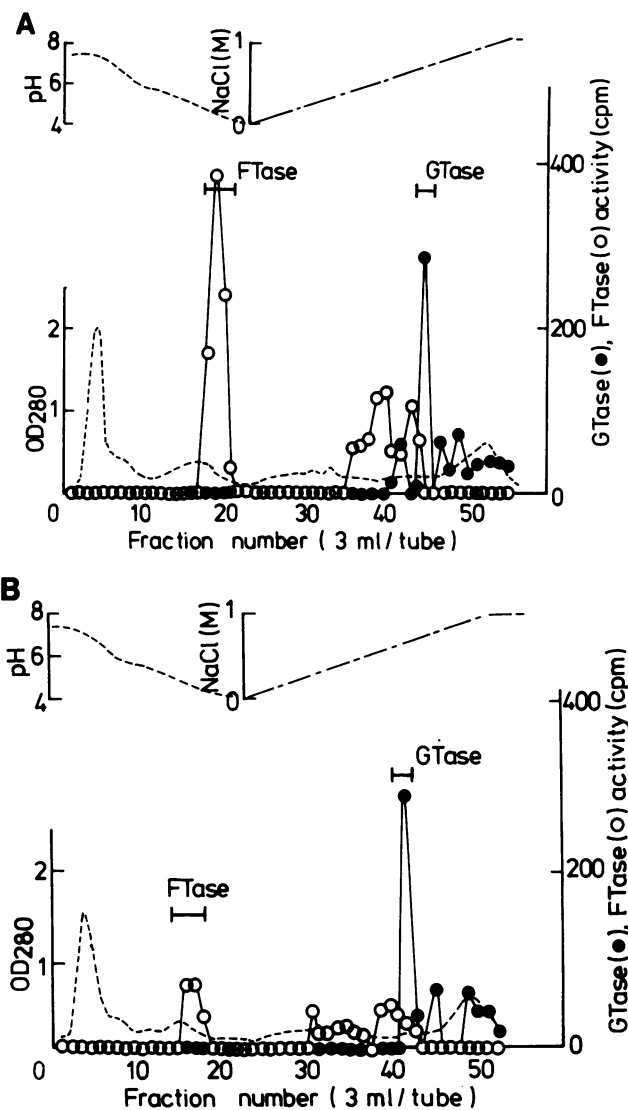 A
8
6
4
pH
1
0
NaCl(M)
400
200
0
GTase(●), FTase(○) activity(cpm)
FTase
GTase
2
1
OD280
0 10 20 30 40 50
Fraction number ( 3 ml/tube)
B
8
6
4
pH
1
0
NaCl(M)
400
200
0
GTase(●), FTase(○) activity(cpm)
GTase
FTase
2
1
OD280
0 10 20 30 40 50
Fraction number ( 3 ml/tube)